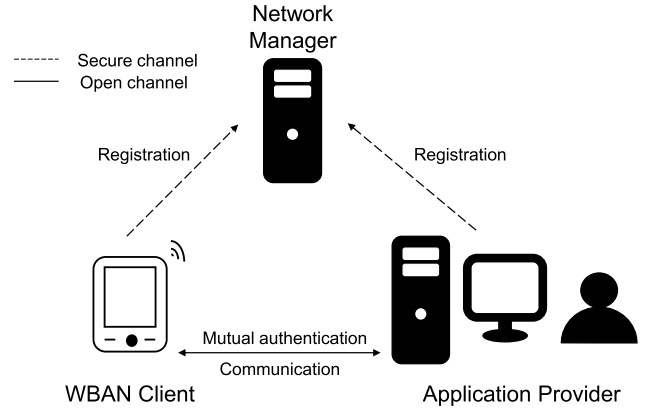 Network
Manager
Secure channel
Open channel
Registration
Registration
Mutual authentication
Communication
WBAN Client
Application Provider